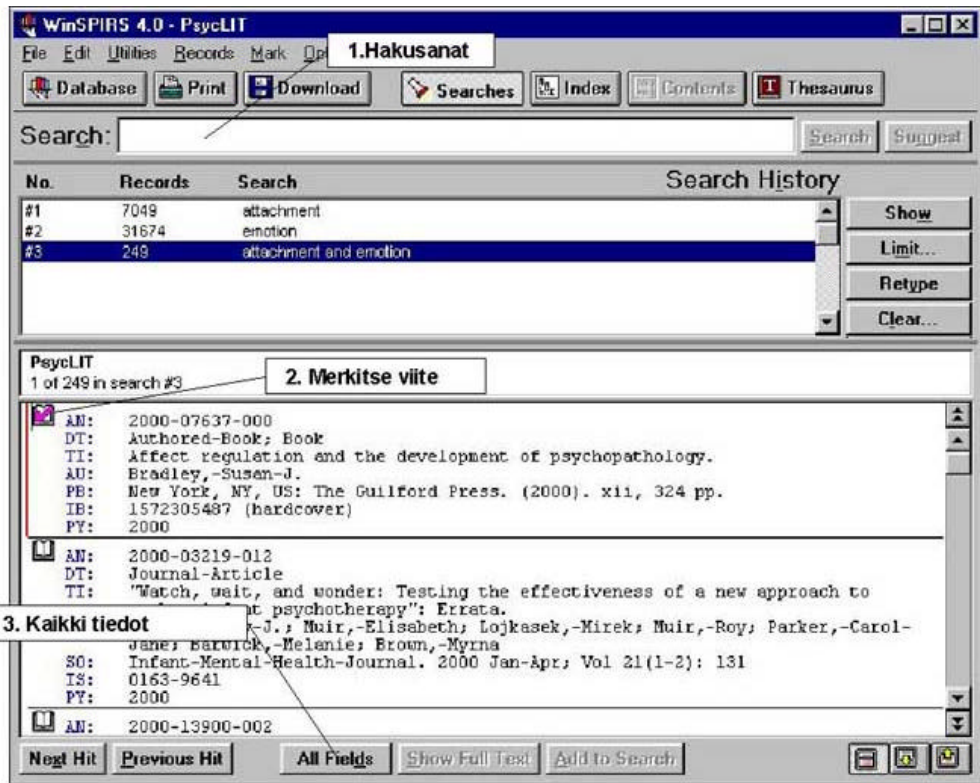 WinSPIRS 4.0 - PsycLIT
File Edit Utilities Records Mark Op
1.Hakusanat
Database Print Download Searches Index Contents Thesaurus
Search: Search Suggest
No. Records Search Search History
#1 7049 attachment
#2 31674 emotion
#3 249 attachment and emotion
Show
Limit...
Retype
Clear...
PsycLIT
1 of 249 in search #3
2. Merkitse viite
AN: 2000-07637-000
DT: Authored-Book; Book
TI: Affect regulation and the development of psychopathology.
AU: Bradley,-Susan-J.
PB: New York, NY, US: The Guilford Press. (2000). xii, 324 pp.
IB: 1572305487 (hardcover)
PY: 2000
AN: 2000-03219-012
DT: Journal-Article
TI: "Watch, wait, and wonder: Testing the effectiveness of a new approach to
psychotherapy": Errata.
3. Kaikki tiedot
-J.; Muir,-Elisabeth; Lojkasek,-Mirek; Muir,-Roy; Parker,-Carol-
Jane; Barwick,-Melanie; Brown,-Myrna
SO: Infant-Mental-Health-Journal. 2000 Jan-Apr; Vol 21(1-2): 131
IS: 0163-9641
PY: 2000
AN: 2000-13900-002
Next Hit Previous Hit All Fields Show Full Text Add to Search